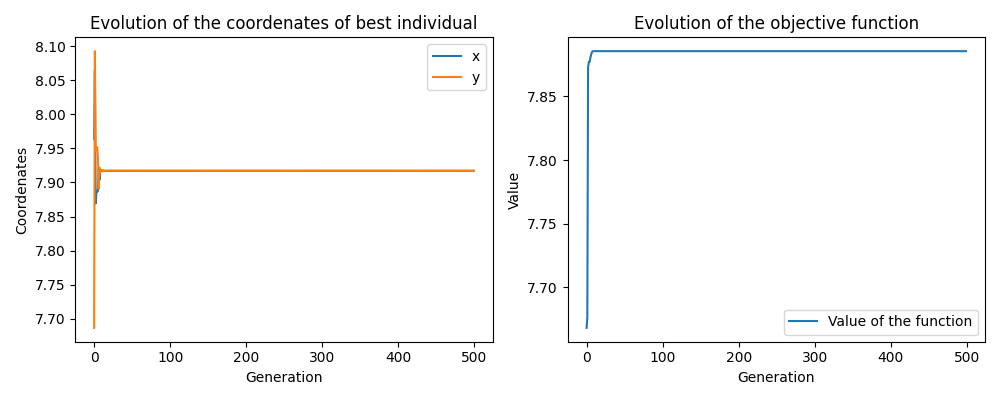 Evolution of the coordenates of best individual
8.10
8.05
8.00
7.95
7.90
7.85
7.80
7.75
7.70
Coordenates
x
y
0
100
200
300
400
500
Generation
Evolution of the objective function
7.85
7.80
7.75
7.70
Value
Value of the function
0
100
200
300
400
500
Generation